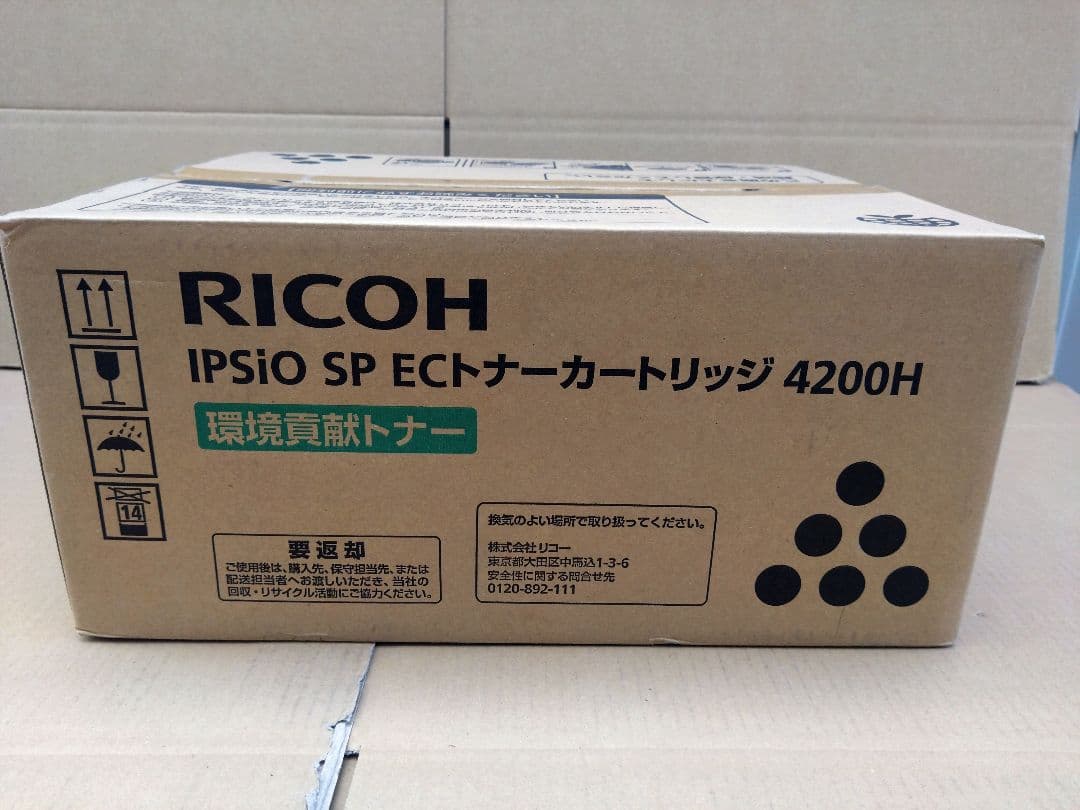 RICOH
IPSiO SP ECトナーカートリッジ 4200H
環境貢献トナー
14
要返却
ご使用後は、購入先、保守担当先、または
配送担当者へお渡しいただき、当社の
回収・リサイクル活動にご協力ください。
換気のよい場所で取り扱ってください。
株式会社リコー
東京都大田区中馬込1-3-6
安全性に関する問合せ先
0120-892-111